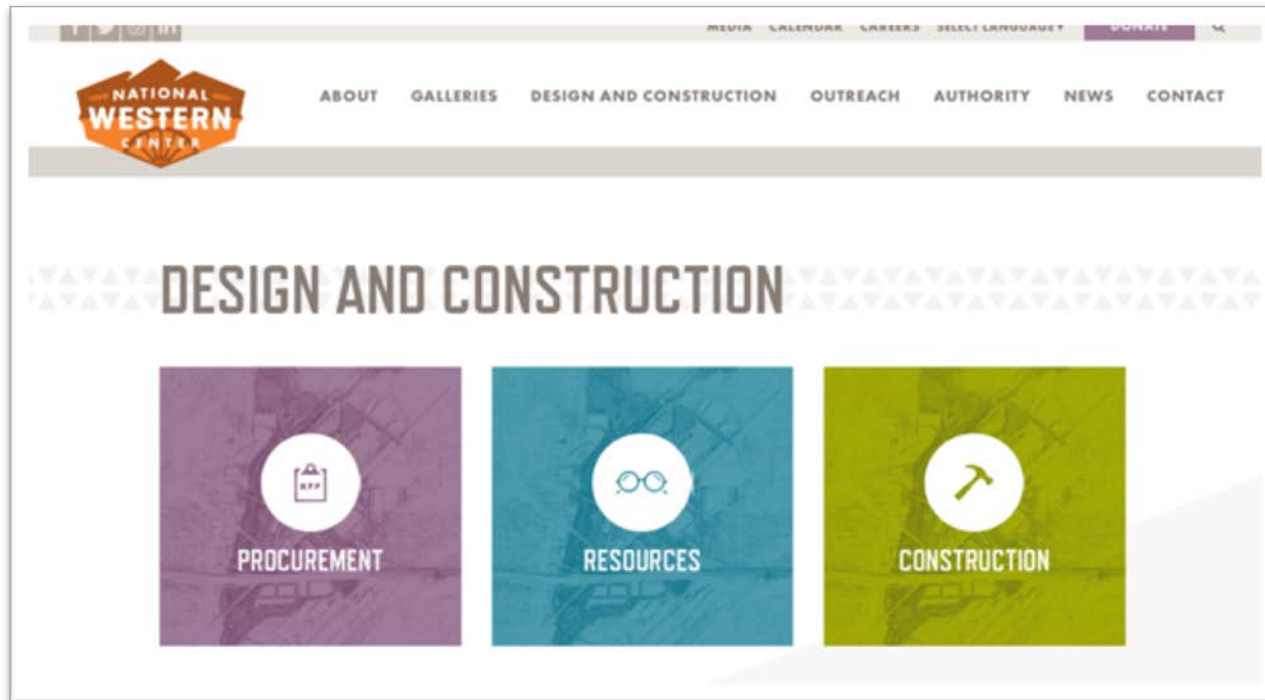 MEDIA CALENDAR CAREERS SELECT LANGUAGE▼ DONATE
NATIONAL
WESTERN
CENTER
ABOUT GALLERIES DESIGN AND CONSTRUCTION OUTREACH AUTHORITY NEWS CONTACT
DESIGN AND CONSTRUCTION
RFP
PROCUREMENT RESOURCES CONSTRUCTION